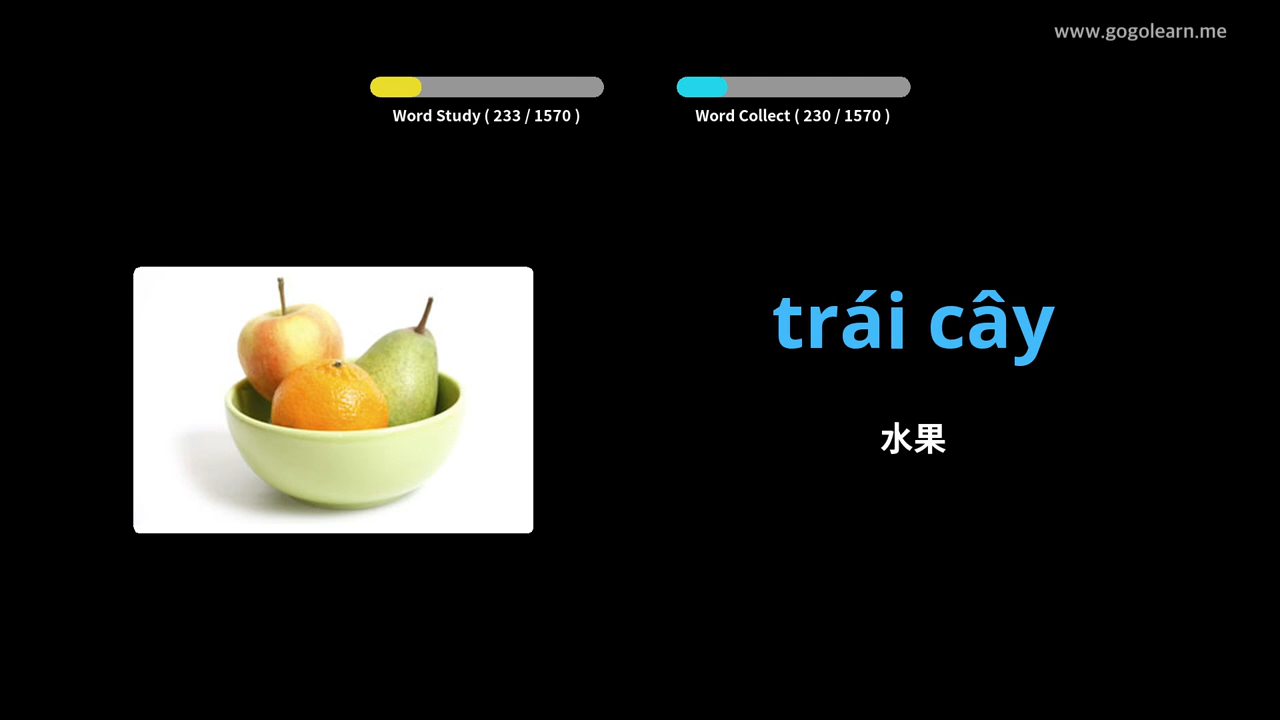 www.gogolearn.me
Word Study ( 233 / 1570 )
Word Collect ( 230 / 1570 )
trái cây
水果